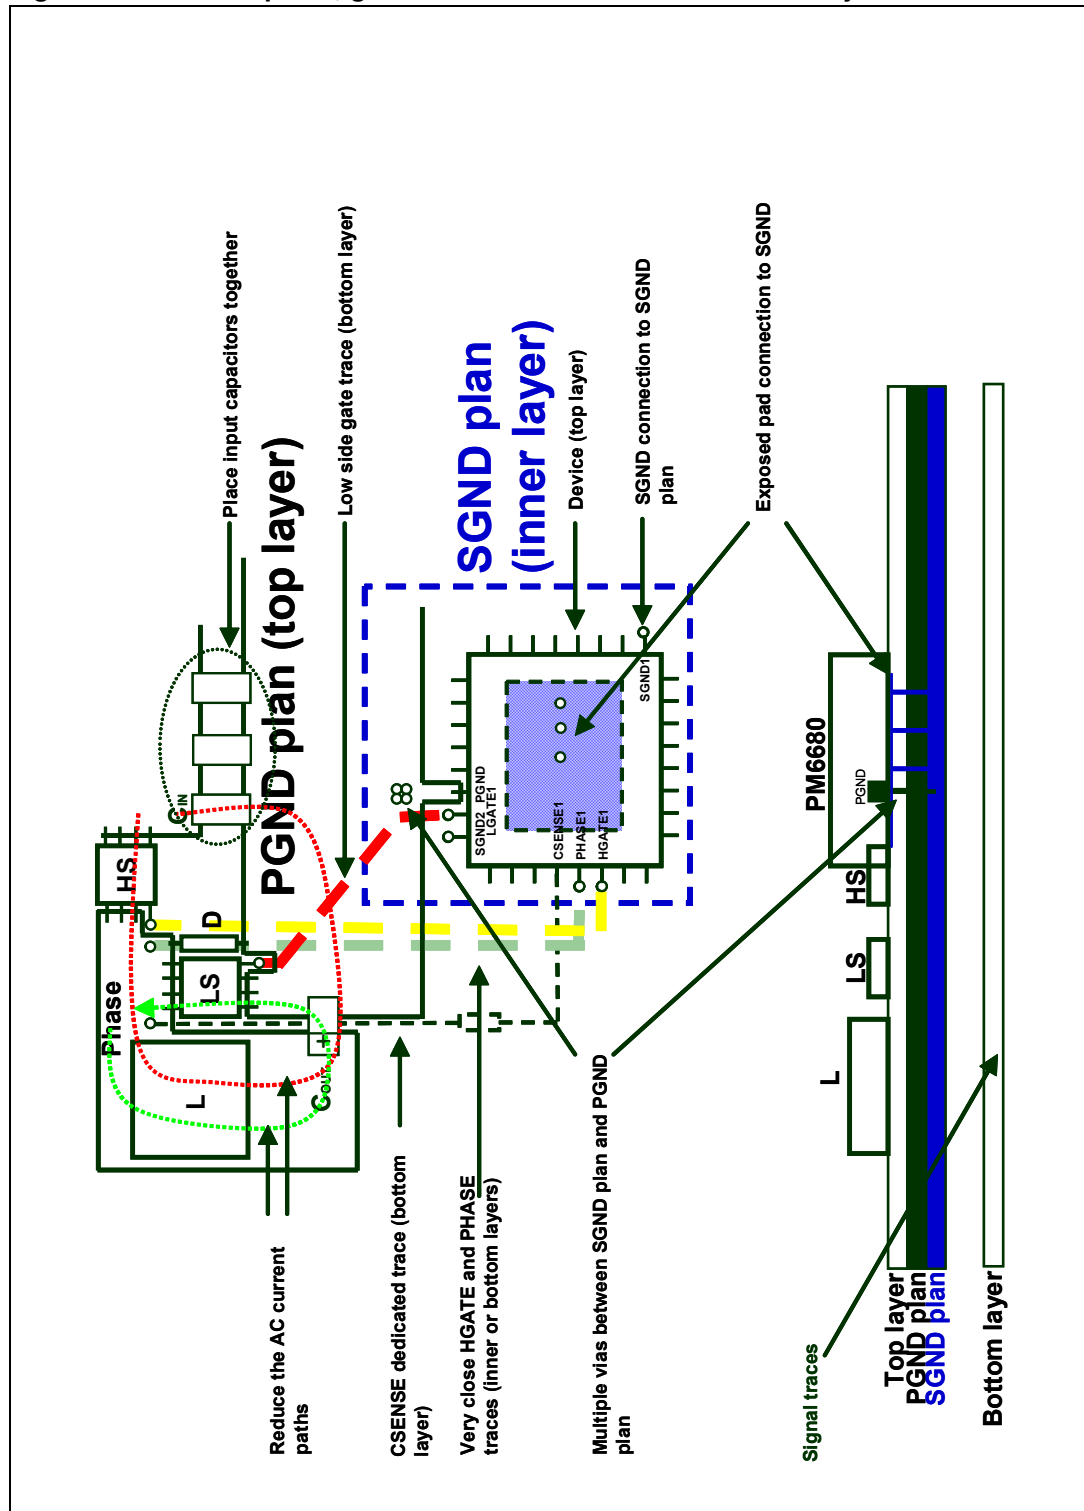 Place input capacitors together
Low side gate trace (bottom layer)
PGND plan (top layer)
SGND plan
(inner layer)
Device (top layer)
SGND connection to SGND
plan
Exposed pad connection to SGND
CIN
HS
D
LS
Phase
L
COUT
+
SGND2
PGND
LGATE1
CSENSE1
PHASE1
HGATE1
SGND1
Reduce the AC current
paths
CSENSE dedicated trace (bottom
layer)
Very close HGATE and PHASE
traces (inner or bottom layers)
Multiple vias between SGND plan and PGND
plan
Signal traces
PM6680
PGND
HS
LS
L
Top layer
PGND plan
SGND plan
Bottom layer